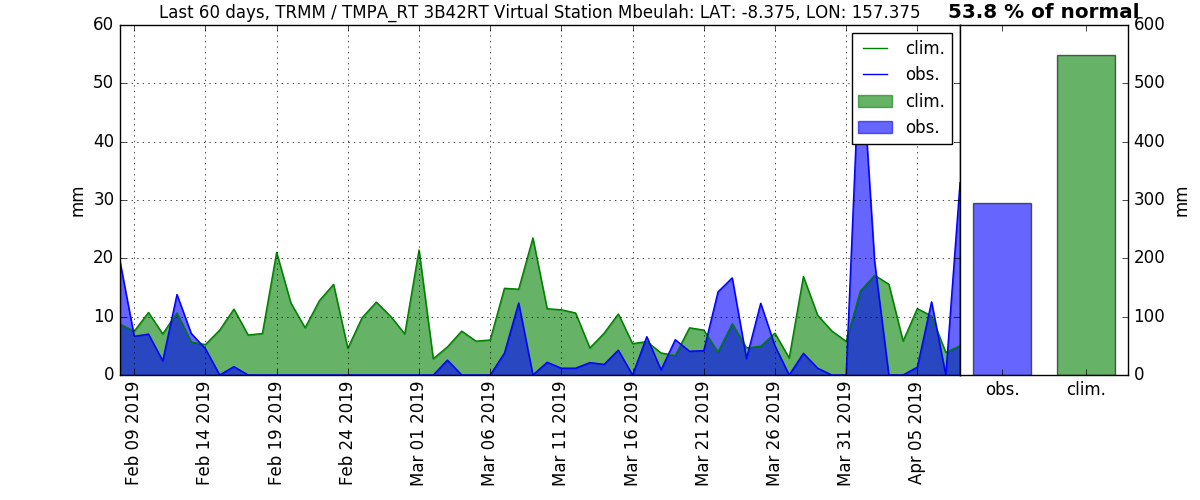 Last 60 days, TRMM / TMPA_RT 3B42RT Virtual Station Mbeulah: LAT: -8.375, LON: 157.375
53.8 % of normal
60
50
40
30
20
10
0
mm
clim.
obs.
clim.
obs.
Feb 09 2019
Feb 14 2019
Feb 19 2019
Feb 24 2019
Mar 01 2019
Mar 06 2019
Mar 11 2019
Mar 16 2019
Mar 21 2019
Mar 26 2019
Mar 31 2019
Apr 05 2019
600
500
400
300
200
100
0
mm
obs.
clim.